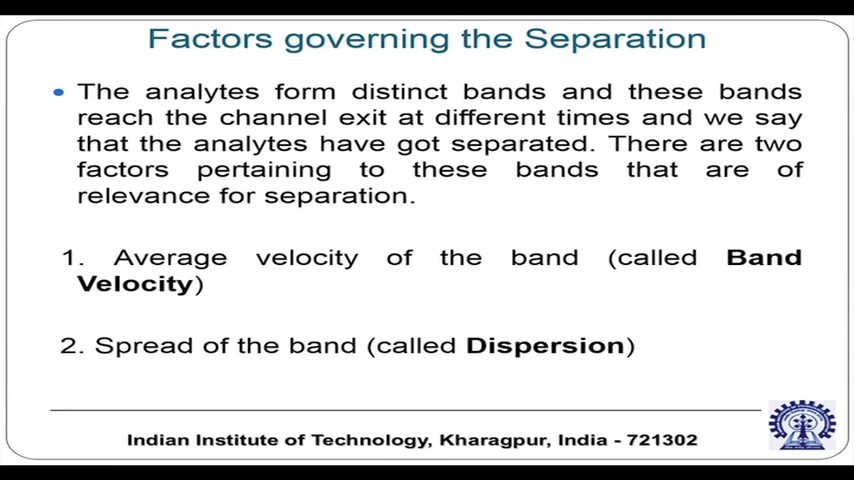 Factors governing the Separation
• The analytes form distinct bands and these bands
reach the channel exit at different times and we say
that the analytes have got separated. There are two
factors pertaining to these bands that are of
relevance for separation.
1. Average velocity of the band (called Band
Velocity)
2. Spread of the band (called Dispersion)
Indian Institute of Technology, Kharagpur, India - 721302